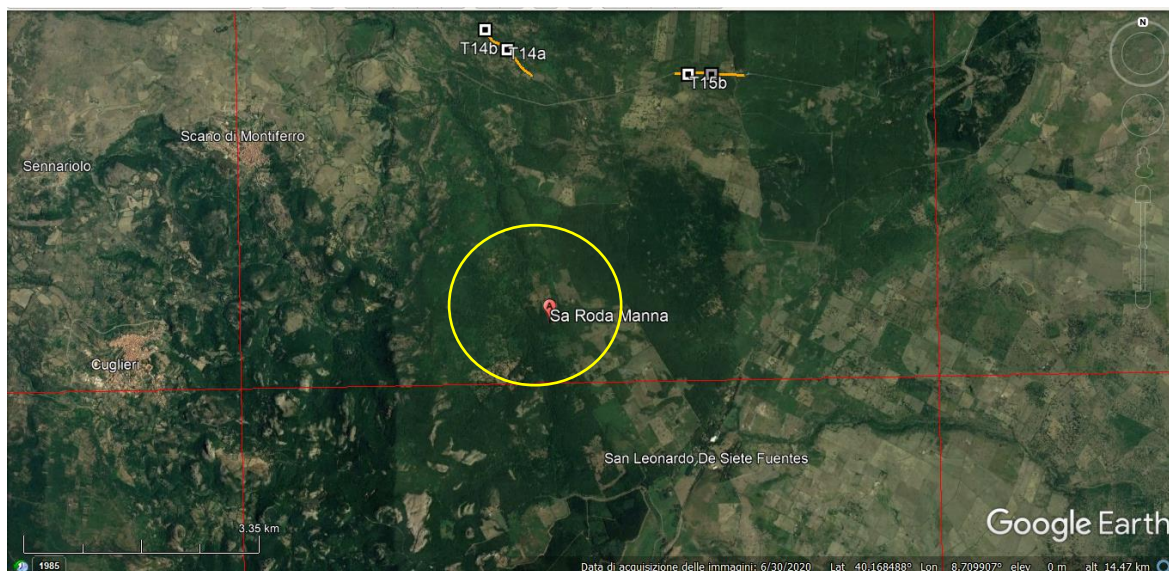 N
T14b
T14a
T15b
Scano di Montiferro
Sennariolo
A
Sa Roda Manna
Cuglieri
San Leonardo De Siete Fuentes
3.35 km
Google Earth
1985
Data di acquisizione delle immagini: 6/30/2020 Lat 40.168488° Lon 8.709907° elev 0 m alt 14.47 km